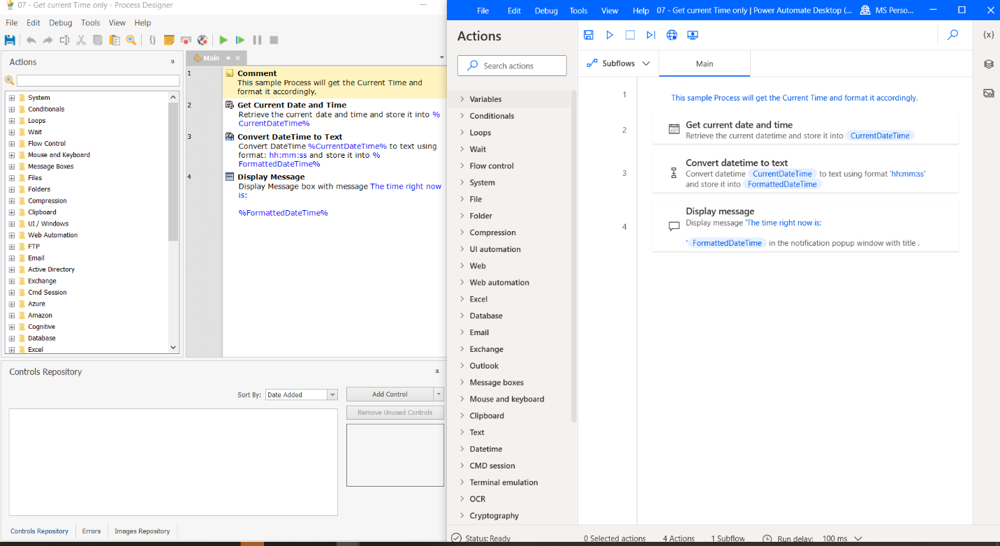 07 - Get current Time only - Process Designer
File Edit Debug Tools View Help
Actions
System
Conditionals
Loops
Wait
Flow Control
Mouse and Keyboard
Message Boxes
Files
Folders
Compression
Clipboard
UI / Windows
Web Automation
FTP
Email
Active Directory
Exchange
Cmd Session
Azure
Amazon
Cognitive
Database
Excel
Main
1
Comment
This sample Process will get the Current Time and
format it accordingly.
2
Get Current Date and Time
Retrieve the current date and time and store it into %
CurrentDateTime%
3
Convert DateTime to Text
Convert DateTime %CurrentDateTime% to text using
format: hh:mm:ss and store it into %
FormattedDateTime%
4
Display Message
Display Message box with message The time right now
is:
%FormattedDateTime%
Controls Repository
Sort By: Date Added
Add Control
Remove Unused Controls
Controls Repository Errors Images Repository
File Edit Debug Tools View Help 07 - Get current Time only | Power Automate Desktop (... MS Perso...
Actions
Search actions
Variables
Conditionals
Loops
Wait
Flow control
System
File
Folder
Compression
UI automation
Web
Web automation
Excel
Database
Email
Exchange
Outlook
Message boxes
Mouse and keyboard
Clipboard
Text
Datetime
CMD session
Terminal emulation
OCR
Cryptography
{x}
Subflows Main
1
This sample Process will get the Current Time and format it accordingly.
2
Get current date and time
Retrieve the current datetime and store it into CurrentDateTime
3
Convert datetime to text
Convert datetime CurrentDateTime to text using format 'hh:mm:ss'
and store it into FormattedDateTime
4
Display message
Display message 'The time right now is:
' FormattedDateTime in the notification popup window with title .
Status: Ready 0 Selected actions 4 Actions 1 Subflow Run delay: 100 ms